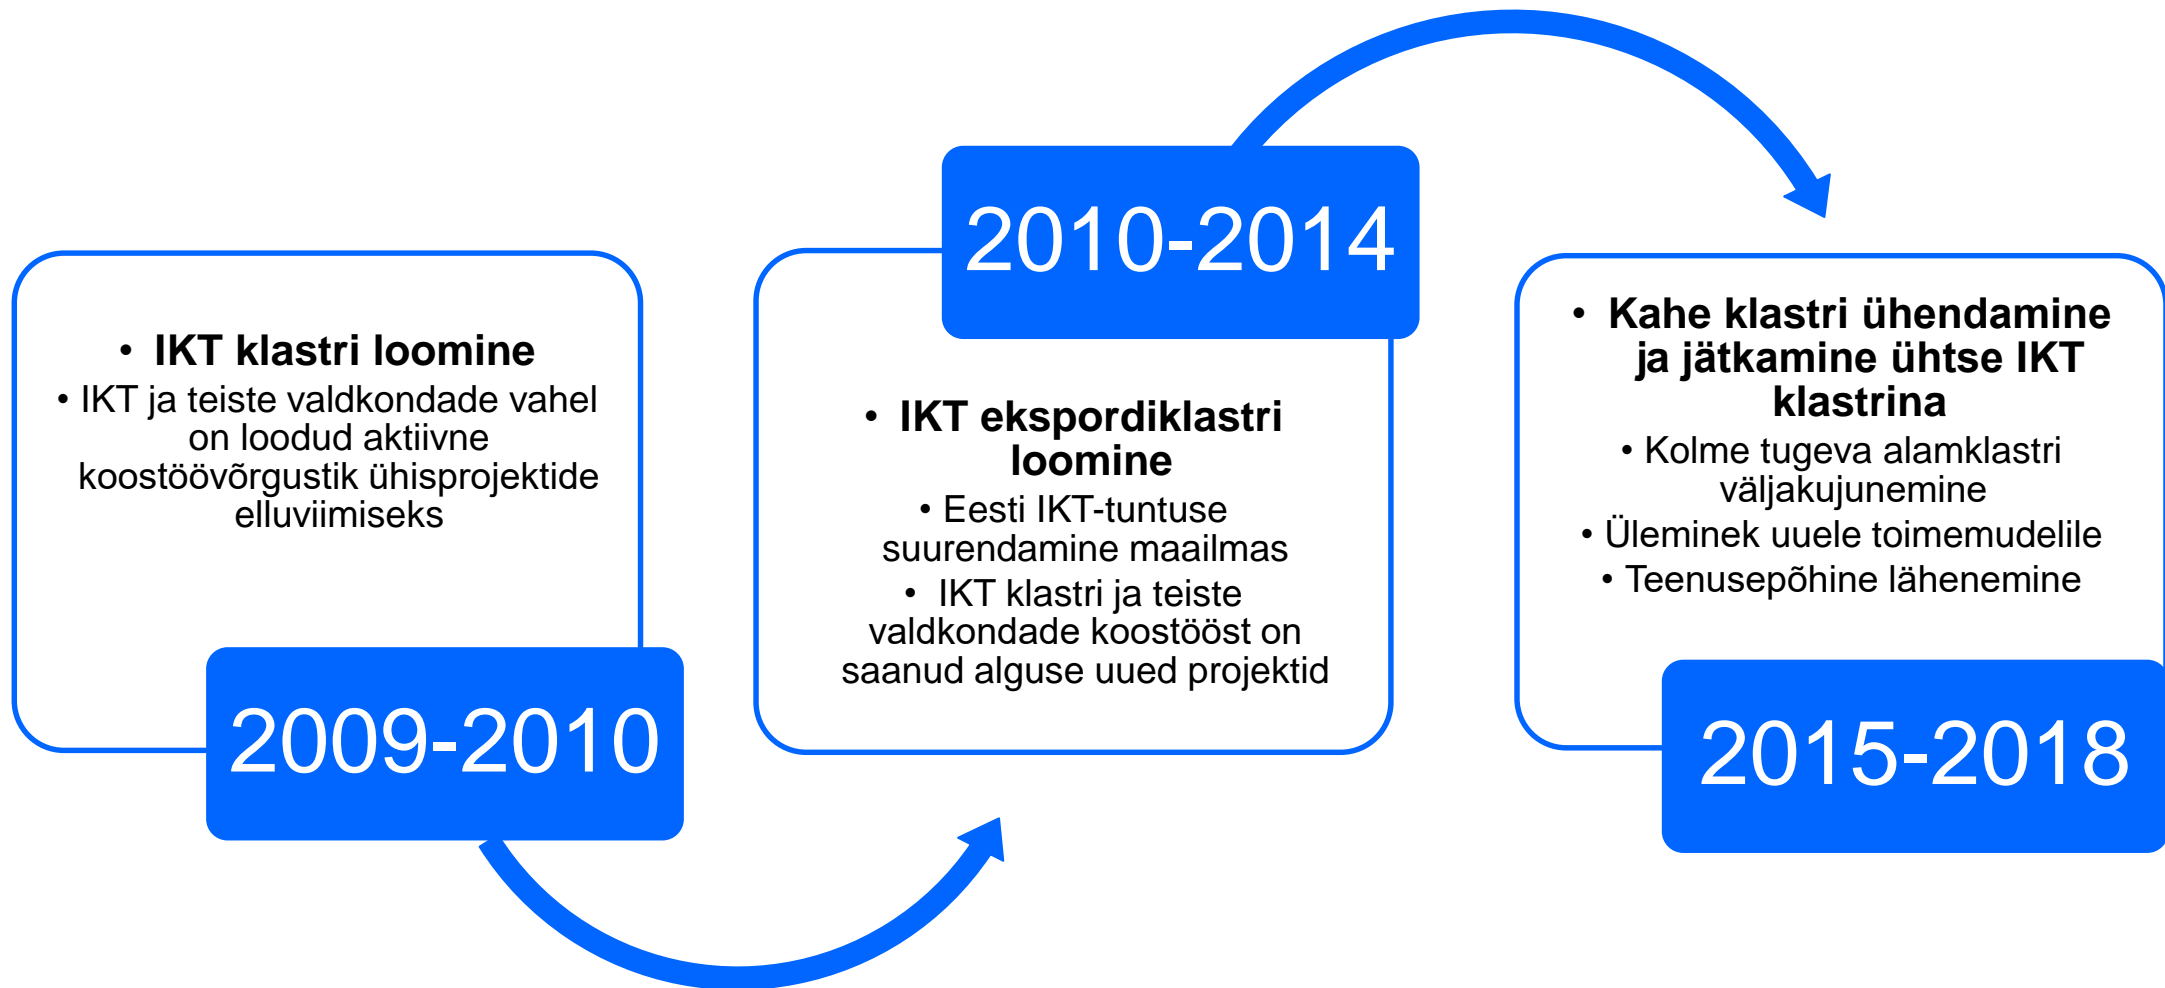 • IKT klastri loomine
• IKT ja teiste valdkondade vahel
on loodud aktiivne
koostöövõrgustik ühisprojektide
elluviimiseks
2009-2010
2010-2014
• IKT ekspordiklastri
loomine
• Eesti IKT-tuntuse
suurendamine maailmas
• IKT klastri ja teiste
valdkondade koostööst on
saanud alguse uued projektid
• Kahe klastri ühendamine
ja jätkamine ühtse IKT
klastrina
• Kolme tugeva alamklastri
väljakujunemine
• Üleminek uuele toimemudelile
• Teenusepõhine lähenemine
2015-2018